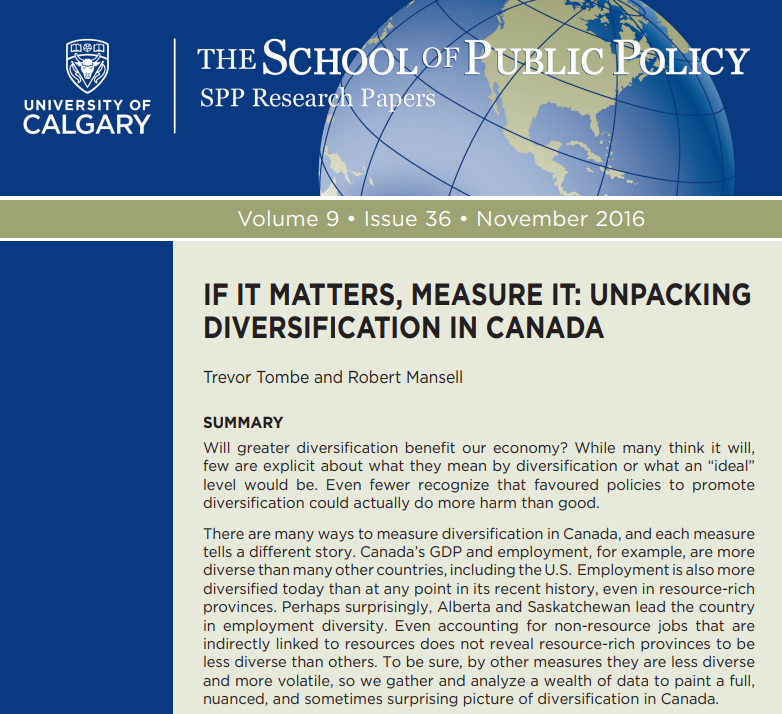 UNIVERSITY OF
CALGARY
THE SCHOOL OF PUBLIC POLICY
SPP Research Papers
Volume 9 • Issue 36 • November 2016
IF IT MATTERS, MEASURE IT: UNPACKING
DIVERSIFICATION IN CANADA
Trevor Tombe and Robert Mansell
SUMMARY
Will greater diversification benefit our economy? While many think it will,
few are explicit about what they mean by diversification or what an “ideal”
level would be. Even fewer recognize that favoured policies to promote
diversification could actually do more harm than good.
There are many ways to measure diversification in Canada, and each measure
tells a different story. Canada’s GDP and employment, for example, are more
diverse than many other countries, including the U.S. Employment is also more
diversified today than at any point in its recent history, even in resource-rich
provinces. Perhaps surprisingly, Alberta and Saskatchewan lead the country
in employment diversity. Even accounting for non-resource jobs that are
indirectly linked to resources does not reveal resource-rich provinces to be
less diverse than others. To be sure, by other measures they are less diverse
and more volatile, so we gather and analyze a wealth of data to paint a full,
nuanced, and sometimes surprising picture of diversification in Canada.